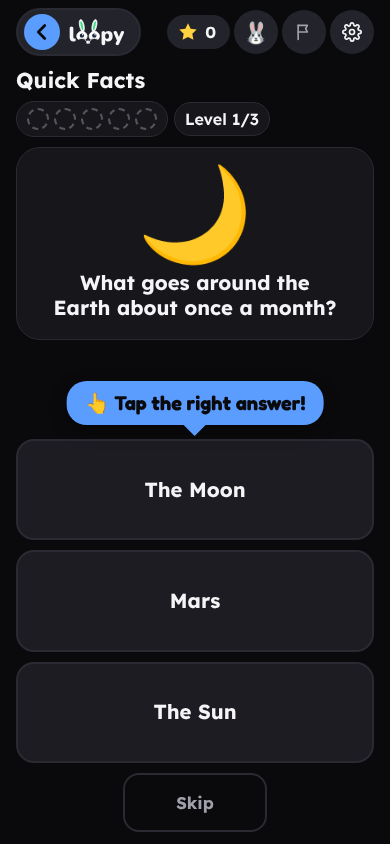 loopy
0
Quick Facts
Level 1/3
What goes around the
Earth about once a month?
Tap the right answer!
The Moon
Mars
The Sun
Skip